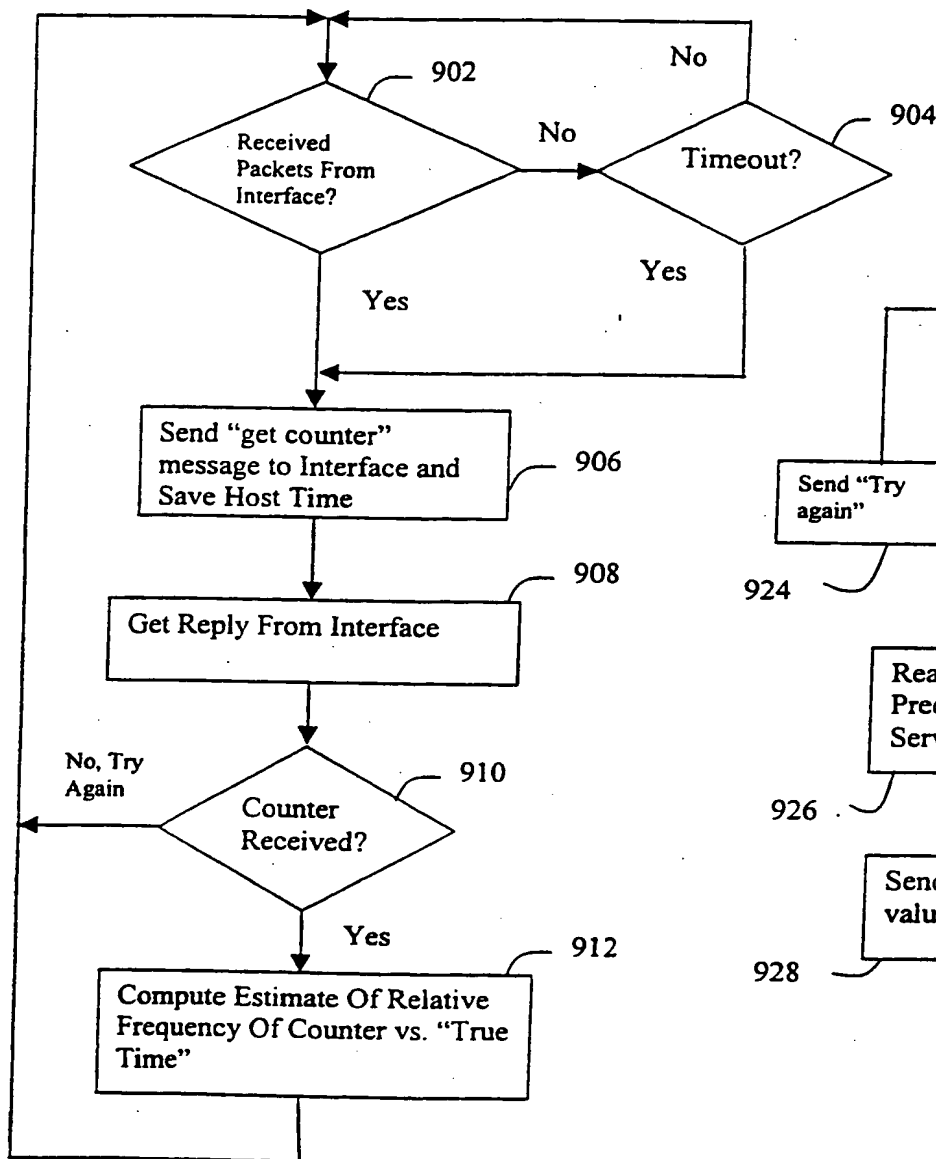 No
902
904
Received
Packets From
Interface?
No
Timeout?
Yes
Yes
Send “get counter”
message to Interface and
Save Host Time
906
Send “Try
again”
924
908
Get Reply From Interface
No, Try
Again
910
Counter
Received?
926
Yes
Send
928
912
Compute Estimate Of Relative
Frequency Of Counter vs. “True
Time”